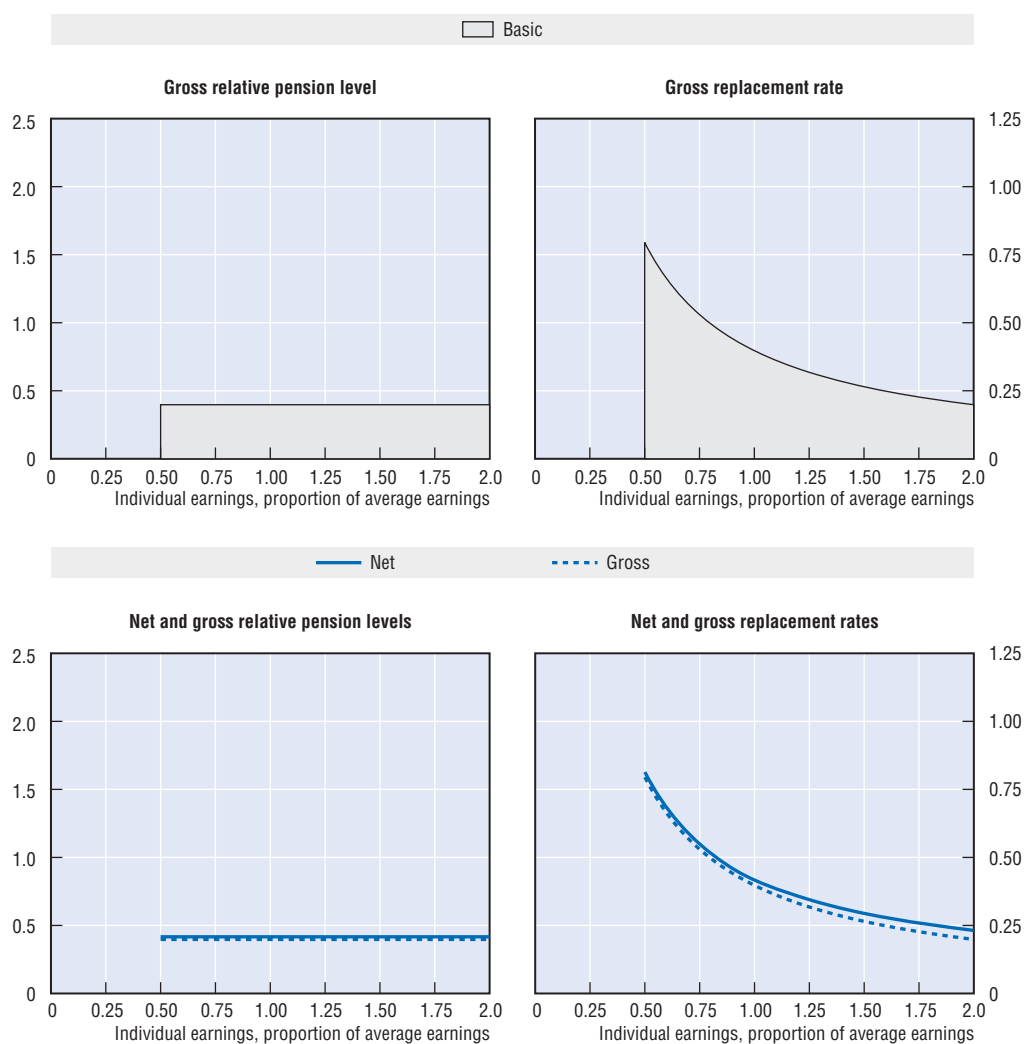 Basic
Gross relative pension level
2.5
2.0
1.5
1.0
0.5
0
0 0.25 0.50 0.75 1.00 1.25 1.50 1.75 2.0
Individual earnings, proportion of average earnings
Gross replacement rate
1.25
1.00
0.75
0.50
0.25
0
0 0.25 0.50 0.75 1.00 1.25 1.50 1.75 2.0
Individual earnings, proportion of average earnings
Net Gross
Net and gross relative pension levels
2.5
2.0
1.5
1.0
0.5
0
0 0.25 0.50 0.75 1.00 1.25 1.50 1.75 2.0
Individual earnings, proportion of average earnings
Net and gross replacement rates
1.25
1.00
0.75
0.50
0.25
0
0 0.25 0.50 0.75 1.00 1.25 1.50 1.75 2.0
Individual earnings, proportion of average earnings